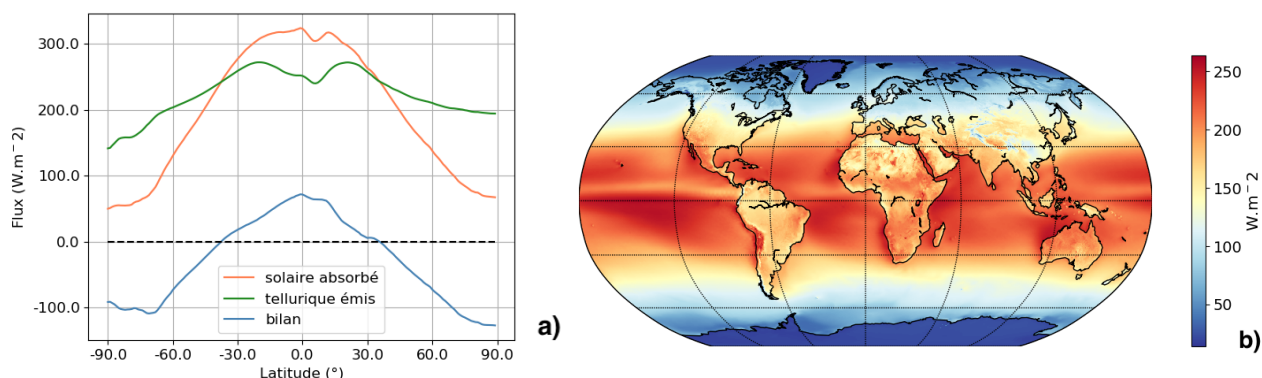 Flux (W.m−2)
300.0
200.0
100.0
0.0
-100.0
solaire absorbé
tellurique émis
bilan
-90.0 -60.0 -30.0 0.0 30.0 60.0 90.0
Latitude (°)
a)
250
200
150
100
50
W.m−2
b)